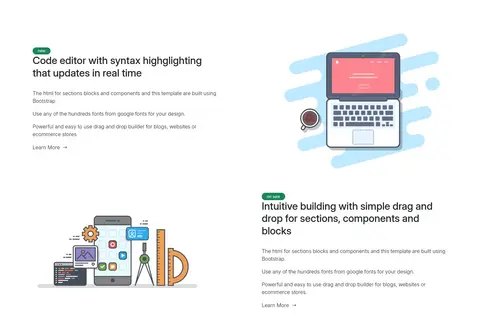 Code editor with syntax highghlighting
that updates in real time
The html for sections blocks and components and this template are built using
Bootstrap.
Use any of the hundreds fonts from google fonts for your design.
Powerful and easy to use drag and drop builder for blogs, websites or
ecommerce stores.
Learn More →
Intuitive building with simple drag and
drop for sections, components and
blocks
The html for sections blocks and components and this template are built using
Bootstrap.
Use any of the hundreds fonts from google fonts for your design.
Powerful and easy to use drag and drop builder for blogs, websites or
ecommerce stores.
Learn More →